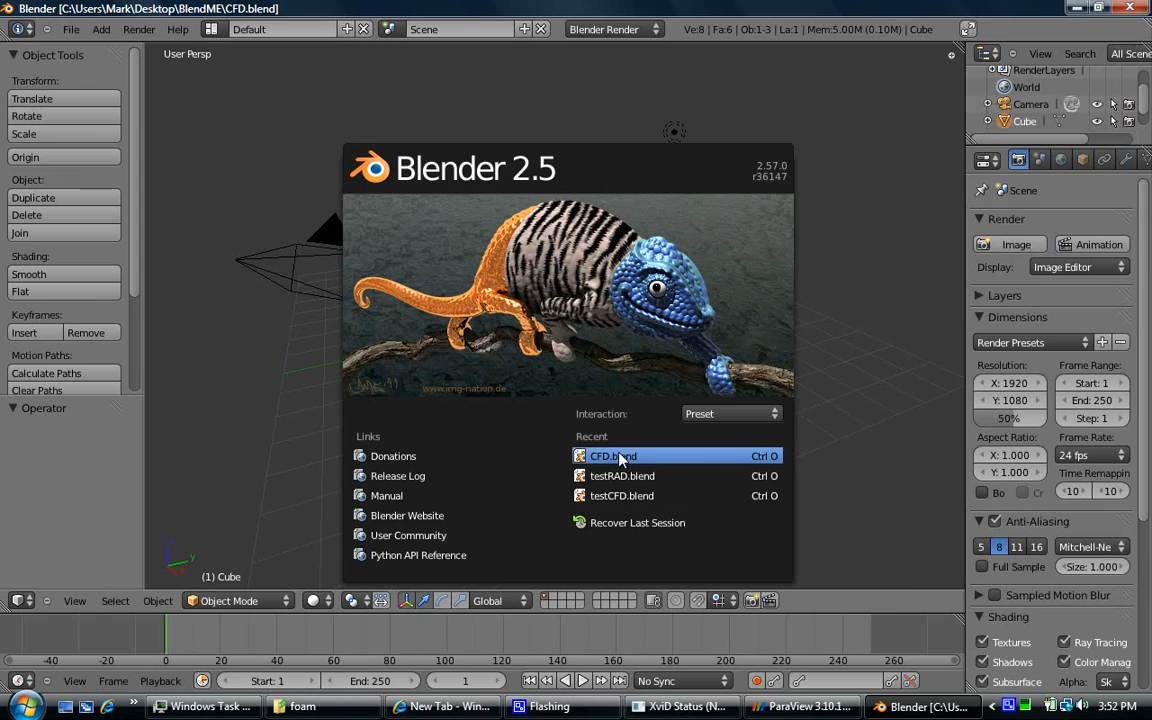 Blender [C:\Users\Mark\Desktop\BlendME\CFD.blend]
File Add Render Help Default Scene Blender Render Ve:8 | Fa:6 | Ob:1-3 | La:1 | Mem:5.00M (0.10M) | Cube
Object Tools
Transform:
Translate
Rotate
Scale
Origin
Object:
Duplicate
Delete
Join
Shading:
Smooth
Flat
Keyframes:
Insert Remove
Motion Paths:
Calculate Paths
Clear Paths
Operator
User Persp
Blender 2.5
2.57.0
r36147
www.img-nation.de
Interaction: Preset
Links
Donations
Release Log
Manual
Blender Website
User Community
Python API Reference
Recent
CFD.blend Ctrl O
testRAD.blend Ctrl O
testCFD.blend Ctrl O
Recover Last Session
(1) Cube
View Select Object Object Mode Global
-40 -20 0 20 40 60 80 100 120 140 160 180 200 220 240 260
View Frame Playback Start: 1 End: 250 1 No Sync
View Search All Scene
RenderLayers
World
Camera
Cube
Scene
Render
Image Animation
Display: Image Editor
Layers
Dimensions
Render Presets
Resolution: Frame Range:
X: 1920 Start: 1
Y: 1080 End: 250
50% Step: 1
Aspect Ratio: Frame Rate:
X: 1.000 24 fps
Y: 1.000 Time Remappin
Bo Cr 10 10
Anti-Aliasing
5 8 11 16 Mitchell-Ne
Full Sample Size: 1.000
Sampled Motion Blur
Shading
Textures Ray Tracing
Shadows Color Manag
Subsurface Alpha: Sk
Windows Task ... foam New Tab - Win... Flashing XviD Status (N... ParaView 3.10.1... Blender [C:\Us... 3:52 PM